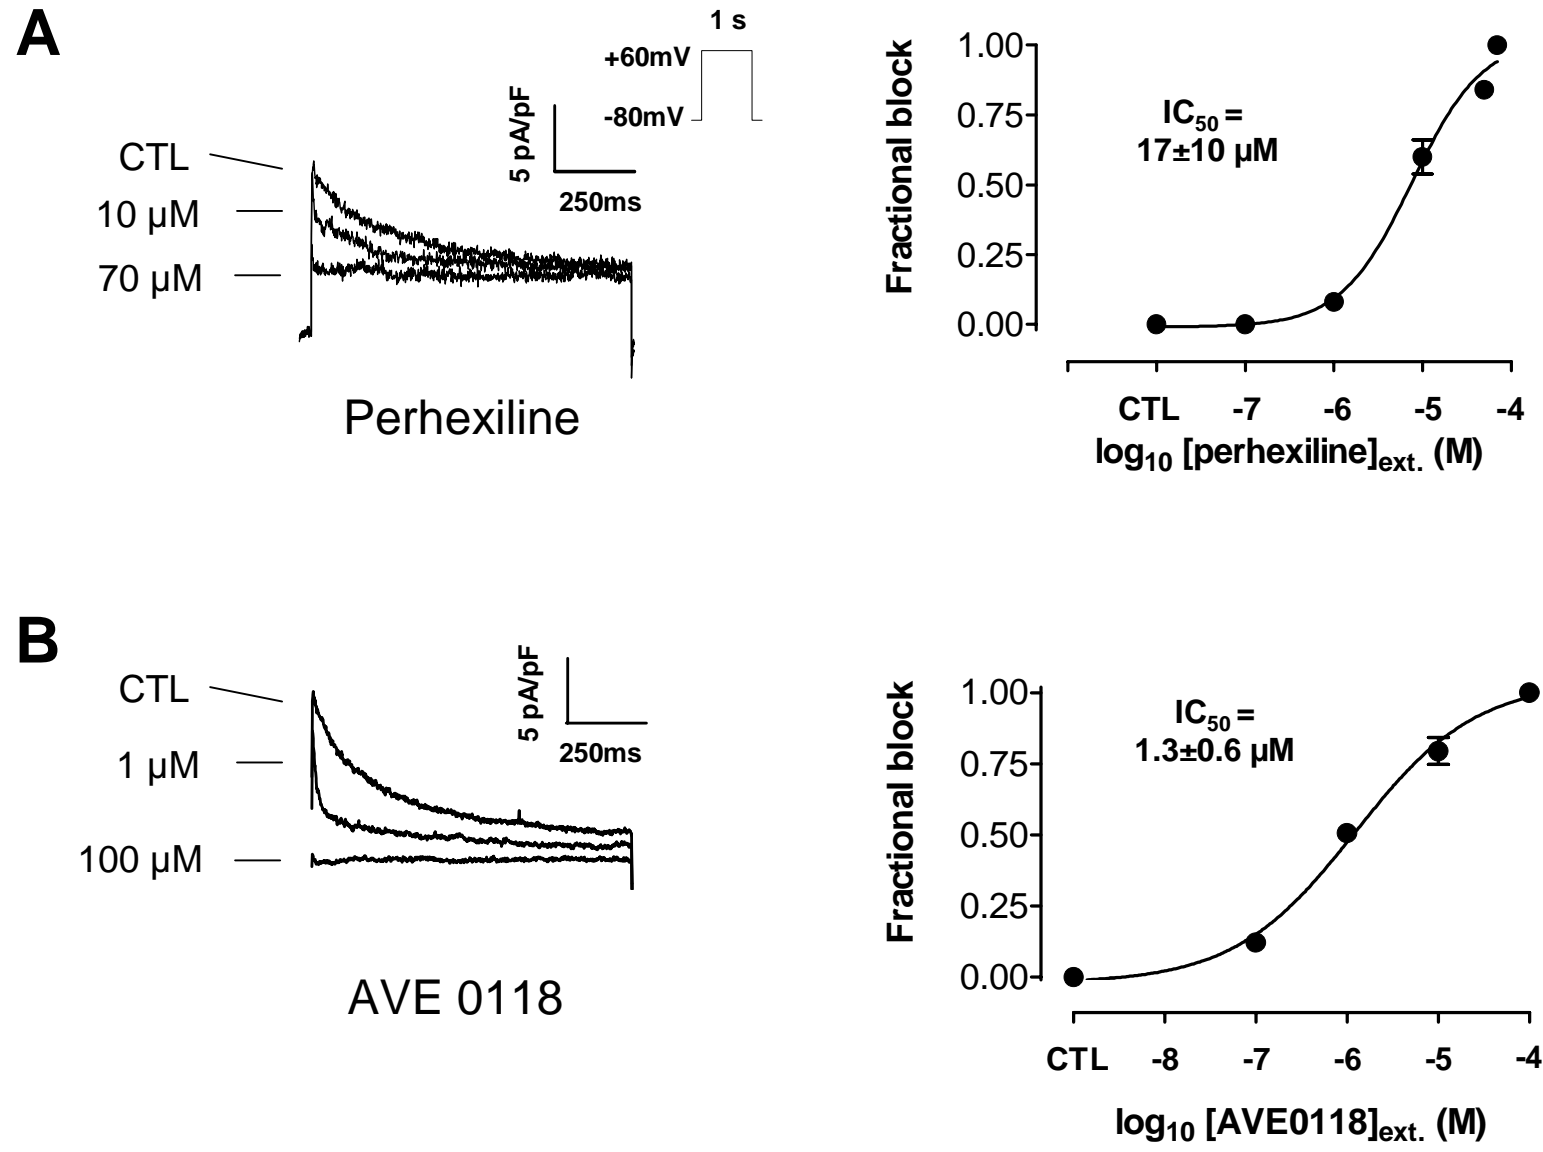 A
1 s
+60mV
-80mV
5 pA/pF
250ms
CTL
10 µM
70 µM
Perhexiline
Fractional block
1.00
0.75
0.50
0.25
0.00
IC50 =
17±10 µM
CTL -7 -6 -5 -4
log10 [perhexiline]ext. (M)
B
CTL
1 µM
100 µM
5 pA/pF
250ms
AVE 0118
Fractional block
1.00
0.75
0.50
0.25
0.00
IC50 =
1.3±0.6 µM
CTL -8 -7 -6 -5 -4
log10 [AVE0118]ext. (M)